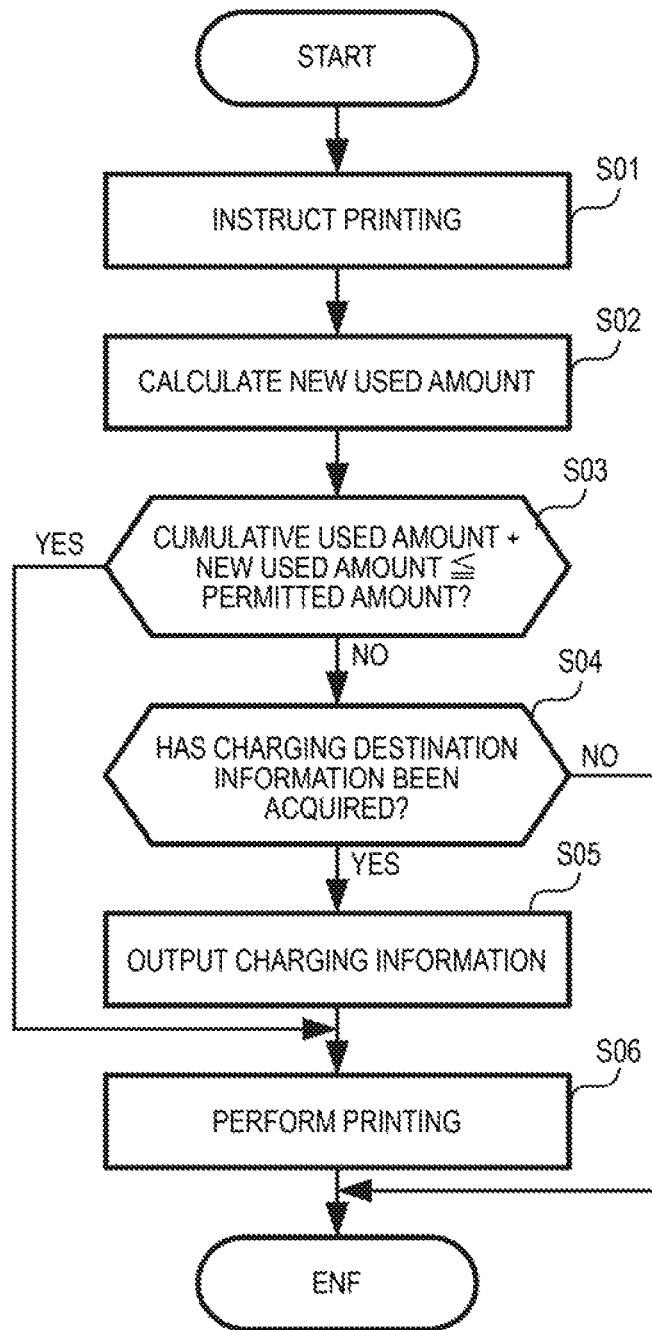 START
S01
INSTRUCT PRINTING
S02
CALCULATE NEW USED AMOUNT
S03
YES
CUMULATIVE USED AMOUNT +
NEW USED AMOUNT ≦
PERMITTED AMOUNT?
NO
S04
HAS CHARGING DESTINATION
INFORMATION BEEN
ACQUIRED?
NO
YES
S05
OUTPUT CHARGING INFORMATION
S06
PERFORM PRINTING
ENF